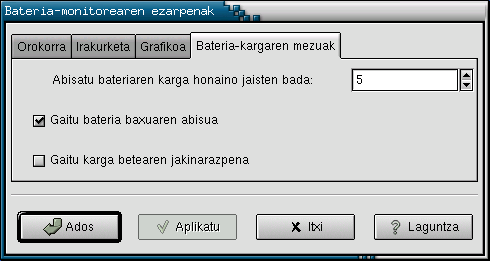 Bateria-monitorearen ezarpenak
Orokorra Irakurketa Grafikoa Bateria-kargaren mezuak
Abisatu bateriaren karga honaino jaisten bada: 5
Gaitu bateria baxuaren abisua
Gaitu karga betearen jakinarazpena
Ados Aplikatu Itxi Laguntza